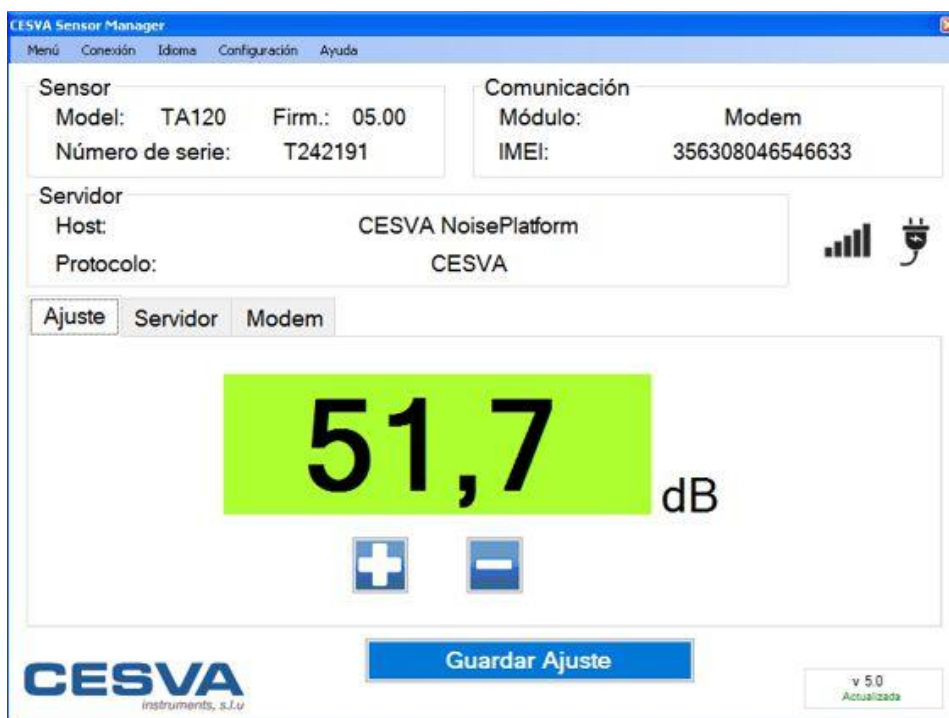 CESVA Sensor Manager
Menú Conexión Idioma Configuración Ayuda
Sensor
Model: TA120 Firm.: 05.00
Número de serie: T242191
Comunicación
Módulo: Modem
IMEI: 356308046546633
Servidor
Host: CESVA NoisePlatform
Protocolo: CESVA
Ajuste Servidor Modem
51,7 dB
Guardar Ajuste
CESVA
instruments, s.l.u
v 5.0
Actualizada